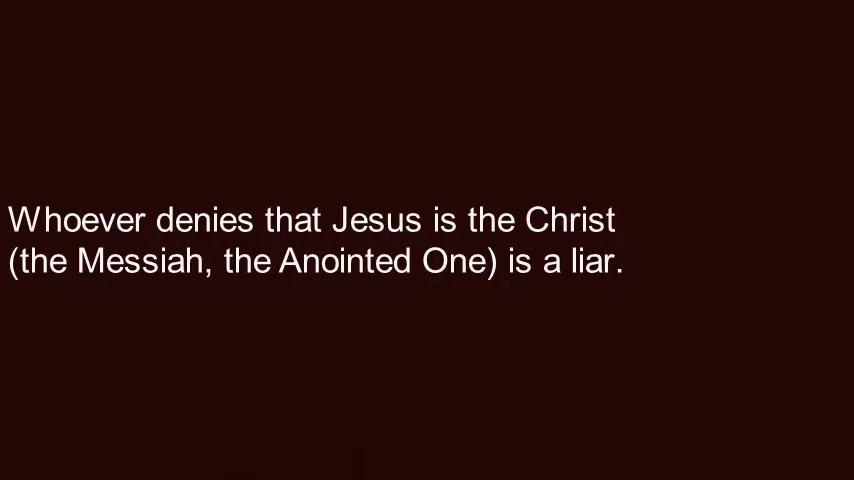 Whoever denies that Jesus is the Christ
(the Messiah, the Anointed One) is a liar.